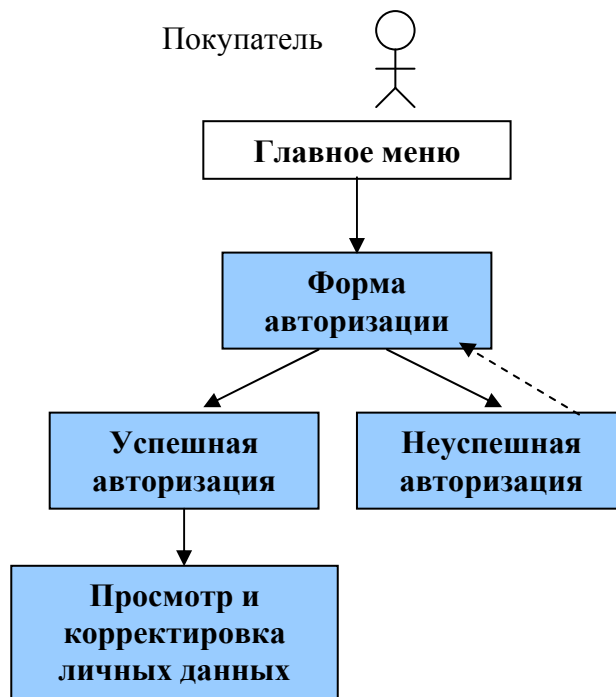 Покупатель
Главное меню
Форма
авторизации
Успешная
авторизация
Неуспешная
авторизация
Просмотр и
корректировка
личных данных